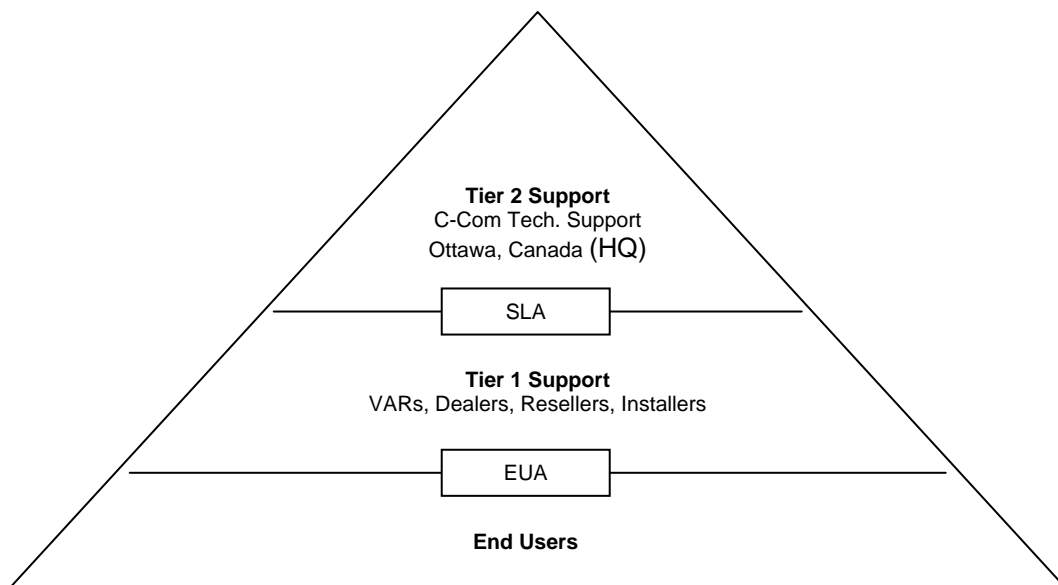 Tier 2 Support
C-Com Tech. Support
Ottawa, Canada (HQ)
SLA
Tier 1 Support
VARs, Dealers, Resellers, Installers
EUA
End Users